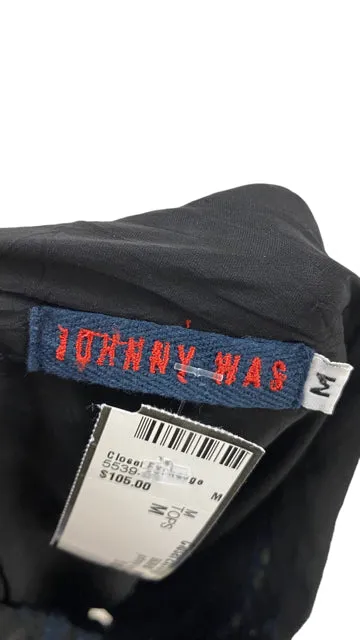 JOHNNY WAS
M
Closet
M
5539-
$105.00
M
TOPS
M